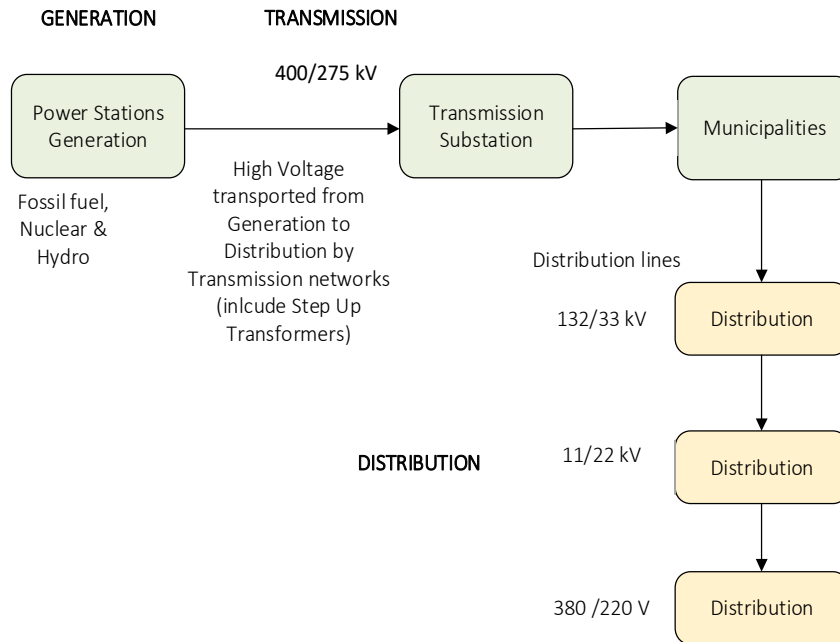 GENERATION
TRANSMISSION
400/275 kV
Power Stations
Generation
Transmission
Substation
Municipalities
Fossil fuel,
Nuclear &
Hydro
High Voltage
transported from
Generation to
Distribution by
Transmission networks
(inlcude Step Up
Transformers)
Distribution lines
132/33 kV
Distribution
DISTRIBUTION
11/22 kV
Distribution
380 /220 V
Distribution